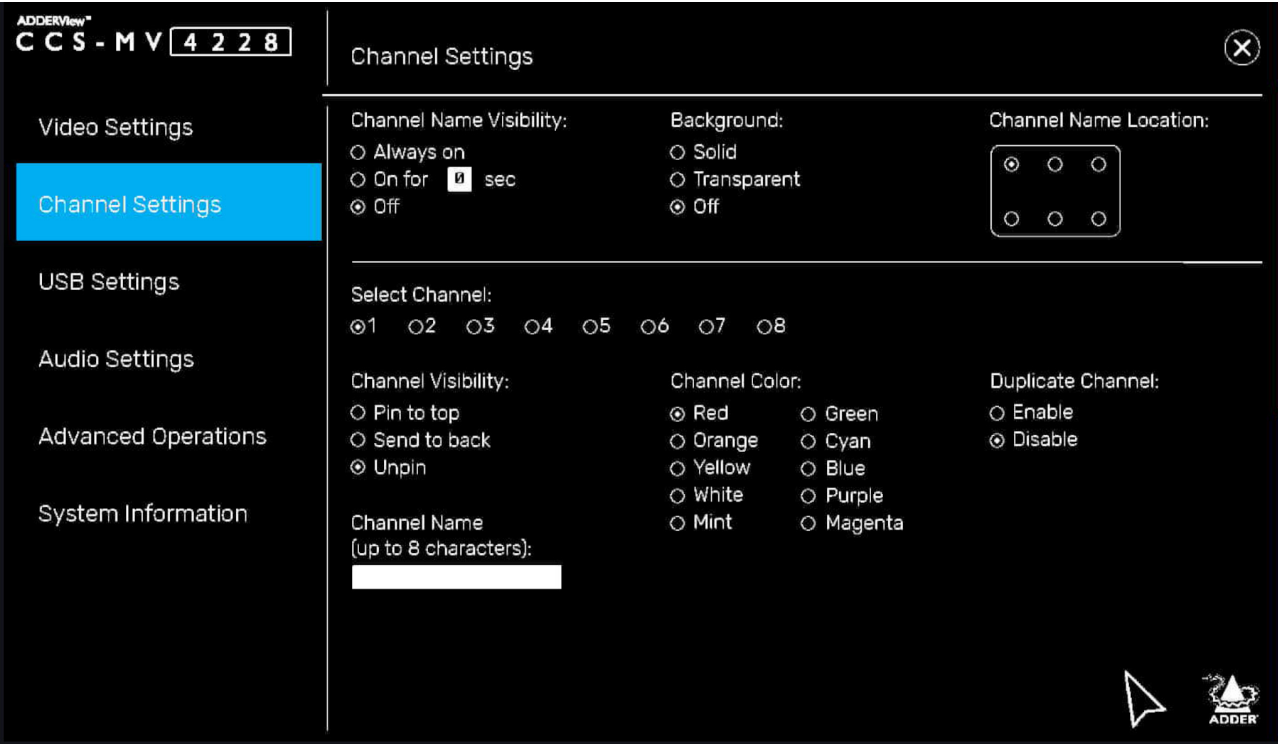 ADDERView™
CCS-MV4228
Channel Settings
Video Settings
Channel Settings
USB Settings
Audio Settings
Advanced Operations
System Information
Channel Name Visibility:
Always on
On for 0 sec
Off
Background:
Solid
Transparent
Off
Channel Name Location:
Select Channel:
1 2 3 4 5 6 7 8
Channel Visibility:
Pin to top
Send to back
Unpin
Channel Name
(up to 8 characters):
Channel Color:
Red Green
Orange Cyan
Yellow Blue
White Purple
Mint Magenta
Duplicate Channel:
Enable
Disable
ADDER®